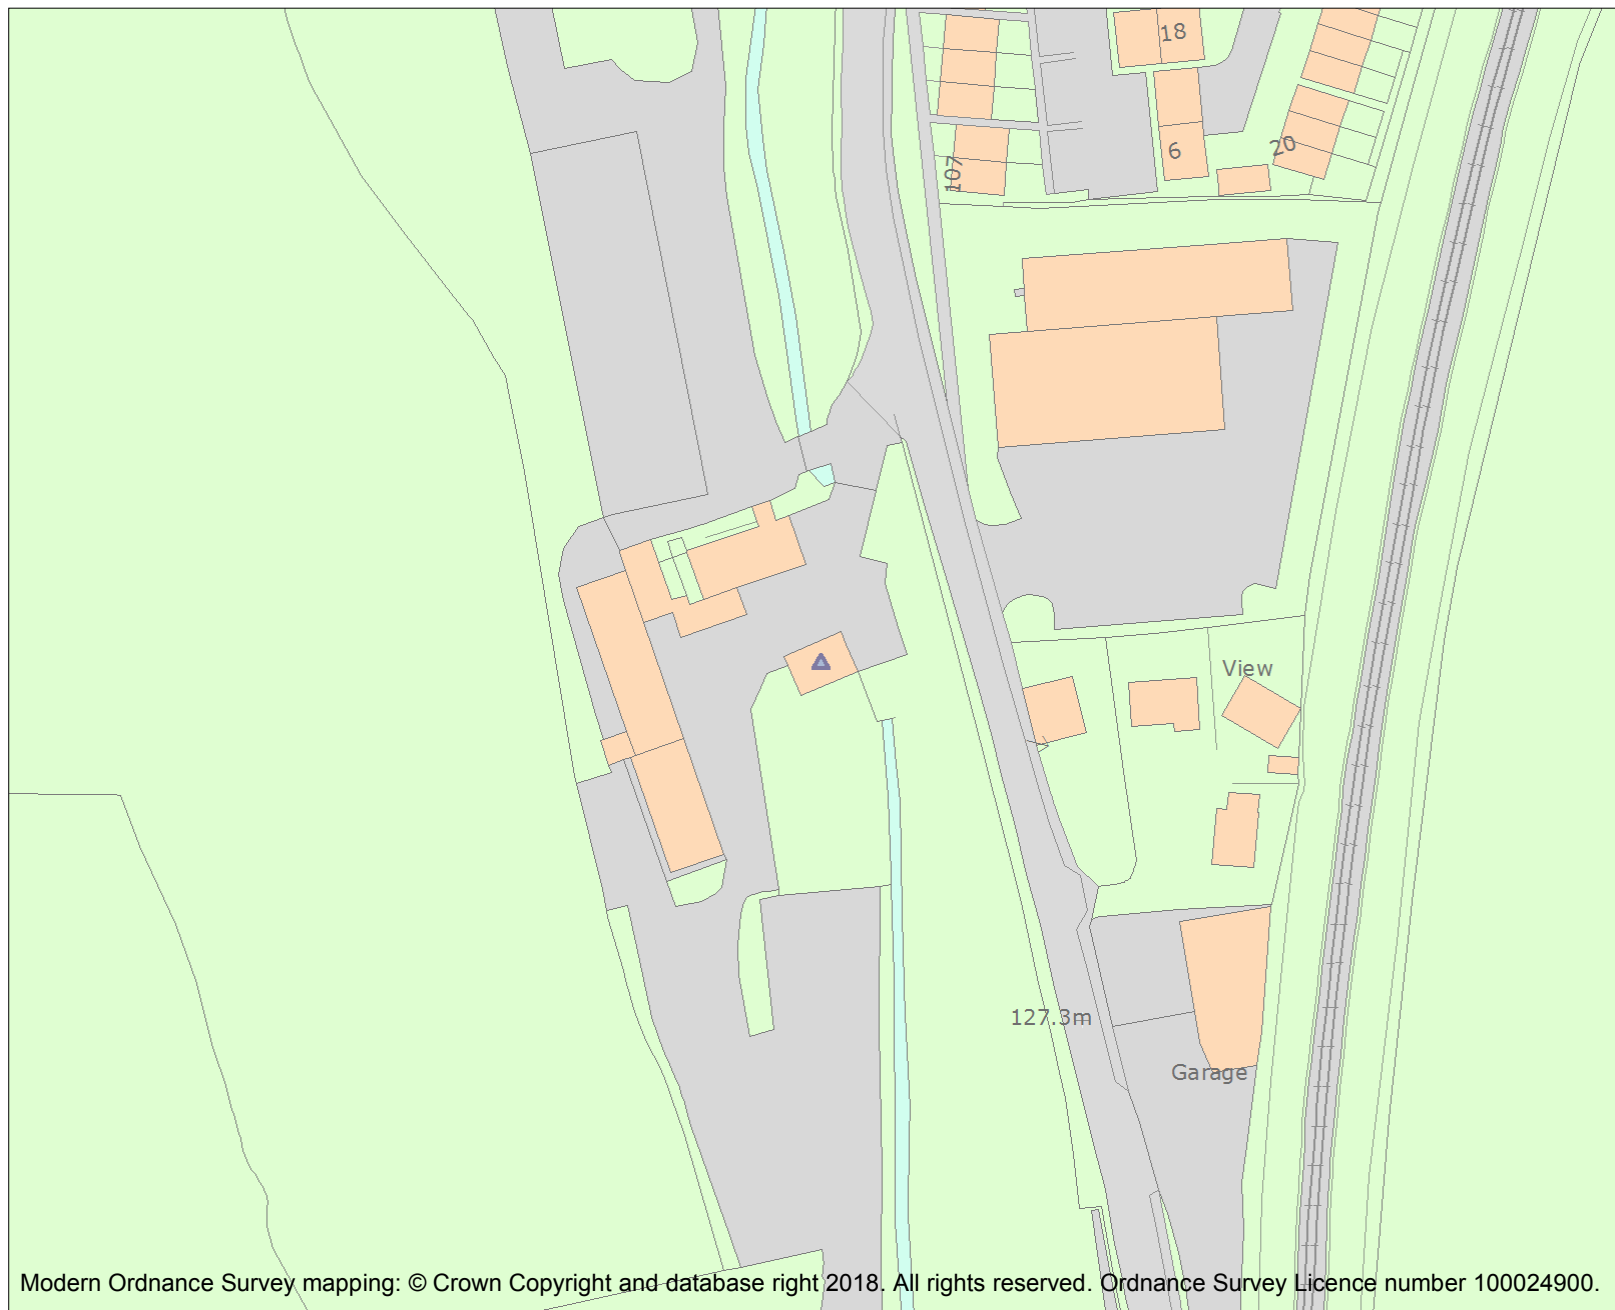 18
107
6
20
View
127.3m
Garage
Modern Ordnance Survey mapping: © Crown Copyright and database right 2018. All rights reserved. Ordnance Survey Licence number 100024900.